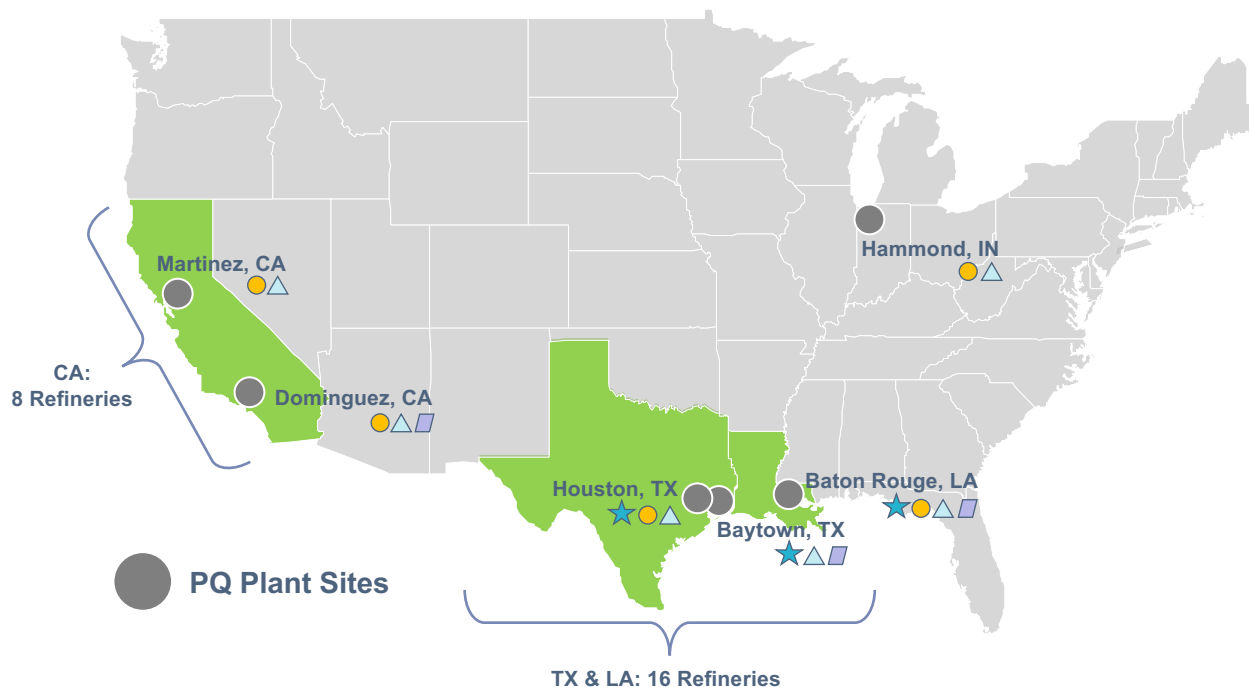 Martinez, CA
Hammond, IN
CA:
8 Refineries
Dominguez, CA
Houston, TX
Baton Rouge, LA
Baytown, TX
PQ Plant Sites
TX & LA: 16 Refineries